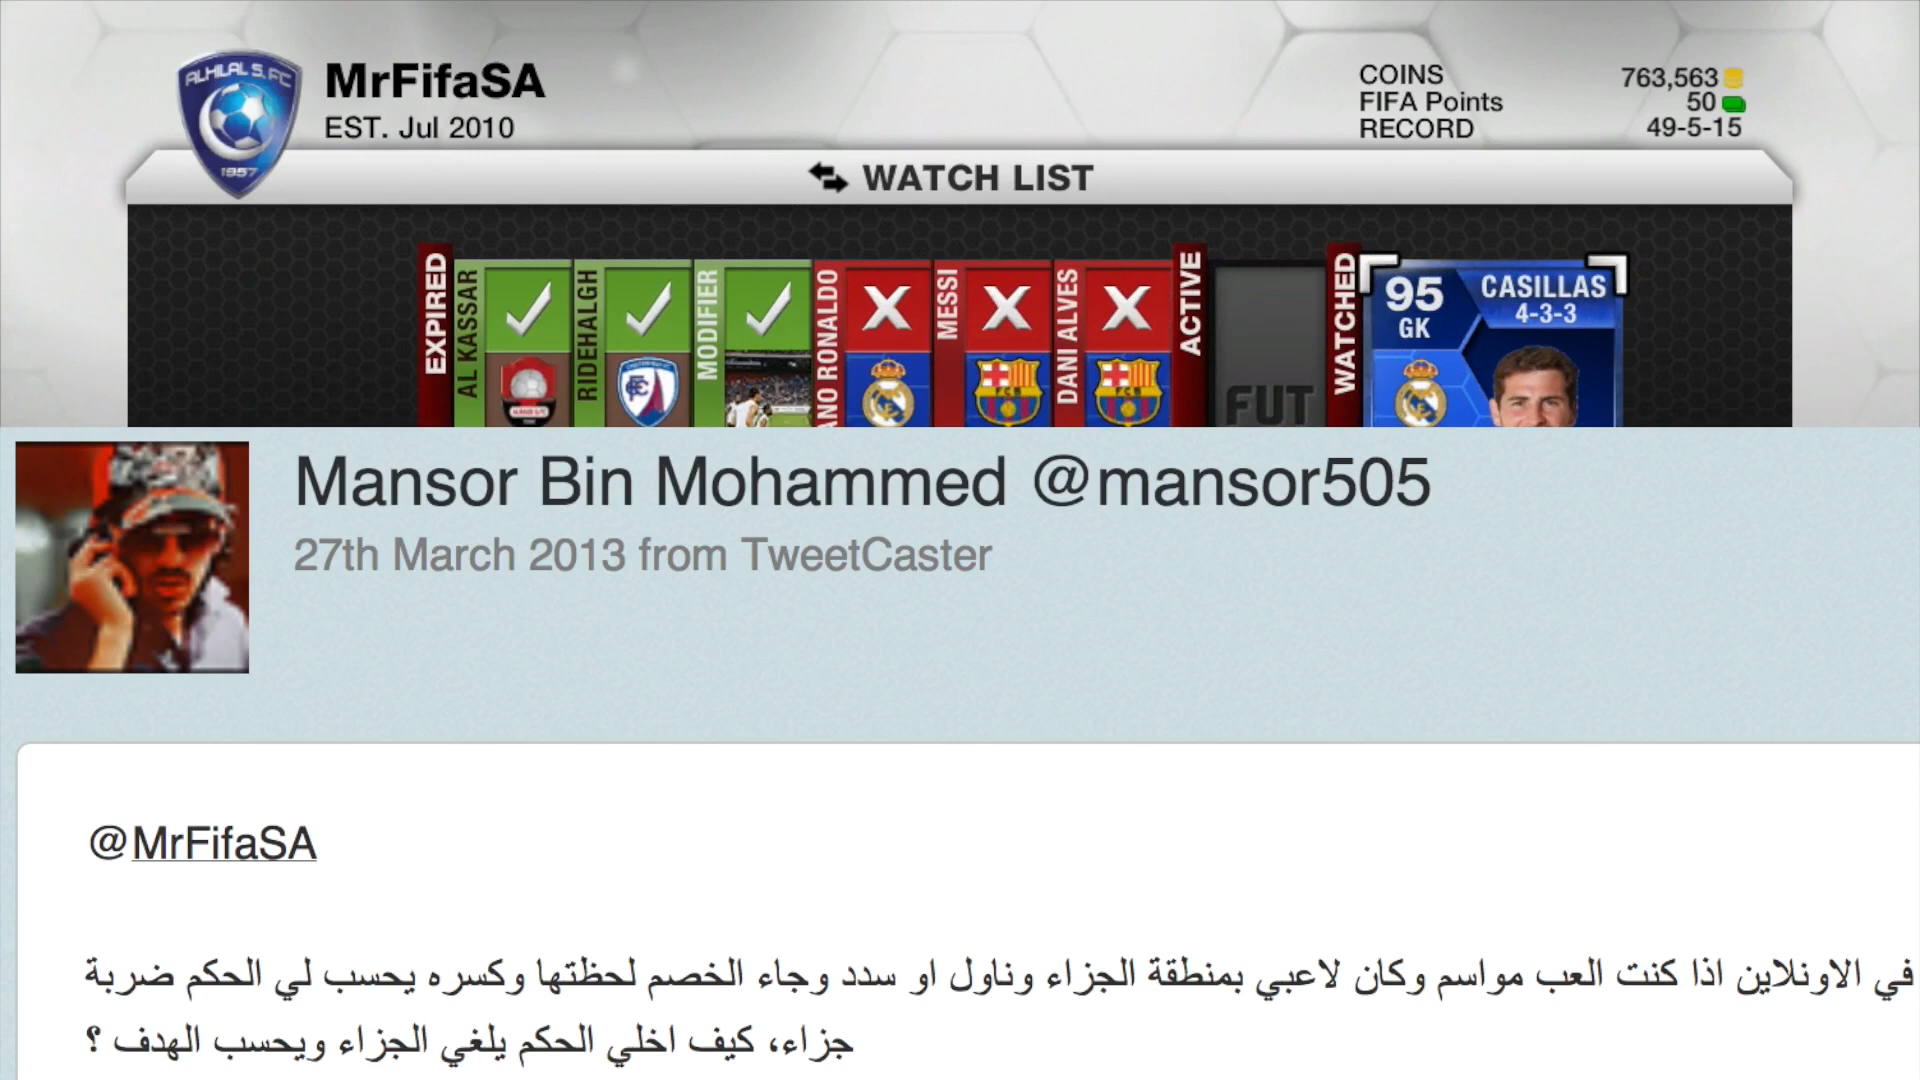 ALHILAL S. FC
1957
MrFifaSA
EST. Jul 2010
COINS 763,563
FIFA Points 50
RECORD 49-5-15
WATCH LIST
EXPIRED
AL KASSAR
RIDEHALGH
MODIFIER
ANO RONALDO
MESSI
FCB
DANI ALVES
FCB
ACTIVE
FUT
WATCHED
95
GK
CASILLAS
4-3-3
Mansor Bin Mohammed @mansor505
27th March 2013 from TweetCaster
@MrFifaSA
في الاونلاين اذا كنت العب مواسم وكان لاعبي بمنطقة الجزاء وناول او سدد وجاء الخصم لحظتها وكسره يحسب لي الحكم ضربة
جزاء، كيف اخلي الحكم يلغي الجزاء ويحسب الهدف ؟